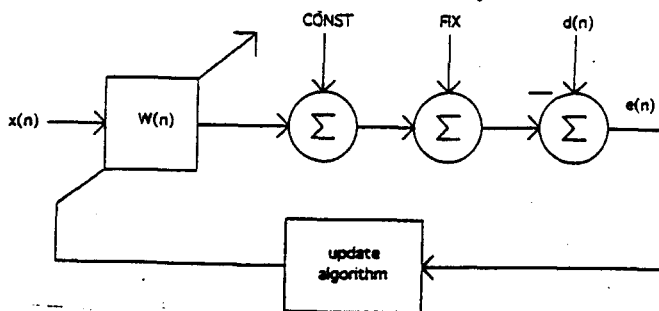 CONST
FIX
d(n)
x(n)
W(n)
Σ
Σ
Σ
−
e(n)
update
algorithm